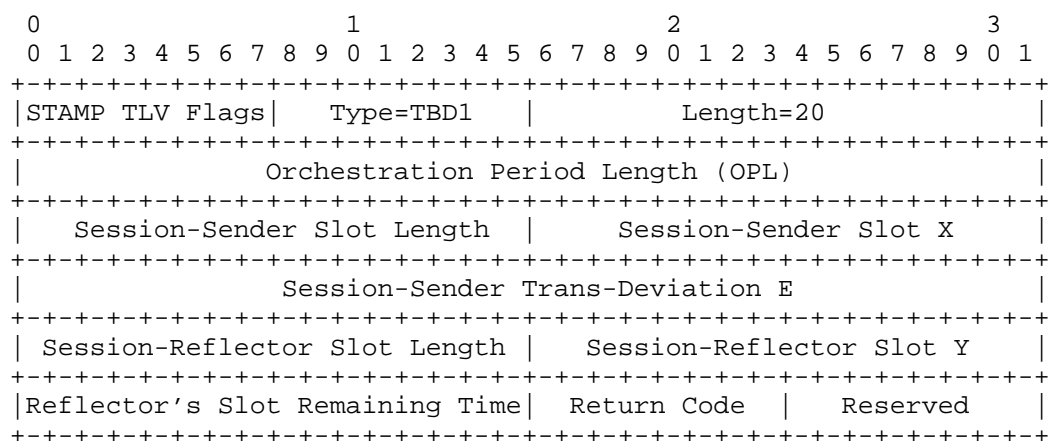 0                   1                   2                   3
 0 1 2 3 4 5 6 7 8 9 0 1 2 3 4 5 6 7 8 9 0 1 2 3 4 5 6 7 8 9 0 1
+-+-+-+-+-+-+-+-+-+-+-+-+-+-+-+-+-+-+-+-+-+-+-+-+-+-+-+-+-+-+-+-+
|STAMP TLV Flags|   Type=TBD1   |         Length=20             |
+-+-+-+-+-+-+-+-+-+-+-+-+-+-+-+-+-+-+-+-+-+-+-+-+-+-+-+-+-+-+-+-+
|               Orchestration Period Length (OPL)               |
+-+-+-+-+-+-+-+-+-+-+-+-+-+-+-+-+-+-+-+-+-+-+-+-+-+-+-+-+-+-+-+-+
|   Session-Sender Slot Length  |     Session-Sender Slot X     |
+-+-+-+-+-+-+-+-+-+-+-+-+-+-+-+-+-+-+-+-+-+-+-+-+-+-+-+-+-+-+-+-+
|                Session-Sender Trans-Deviation E               |
+-+-+-+-+-+-+-+-+-+-+-+-+-+-+-+-+-+-+-+-+-+-+-+-+-+-+-+-+-+-+-+-+
| Session-Reflector Slot Length |   Session-Reflector Slot Y    |
+-+-+-+-+-+-+-+-+-+-+-+-+-+-+-+-+-+-+-+-+-+-+-+-+-+-+-+-+-+-+-+-+
|Reflector's Slot Remaining Time|  Return Code  |   Reserved    |
+-+-+-+-+-+-+-+-+-+-+-+-+-+-+-+-+-+-+-+-+-+-+-+-+-+-+-+-+-+-+-+-+